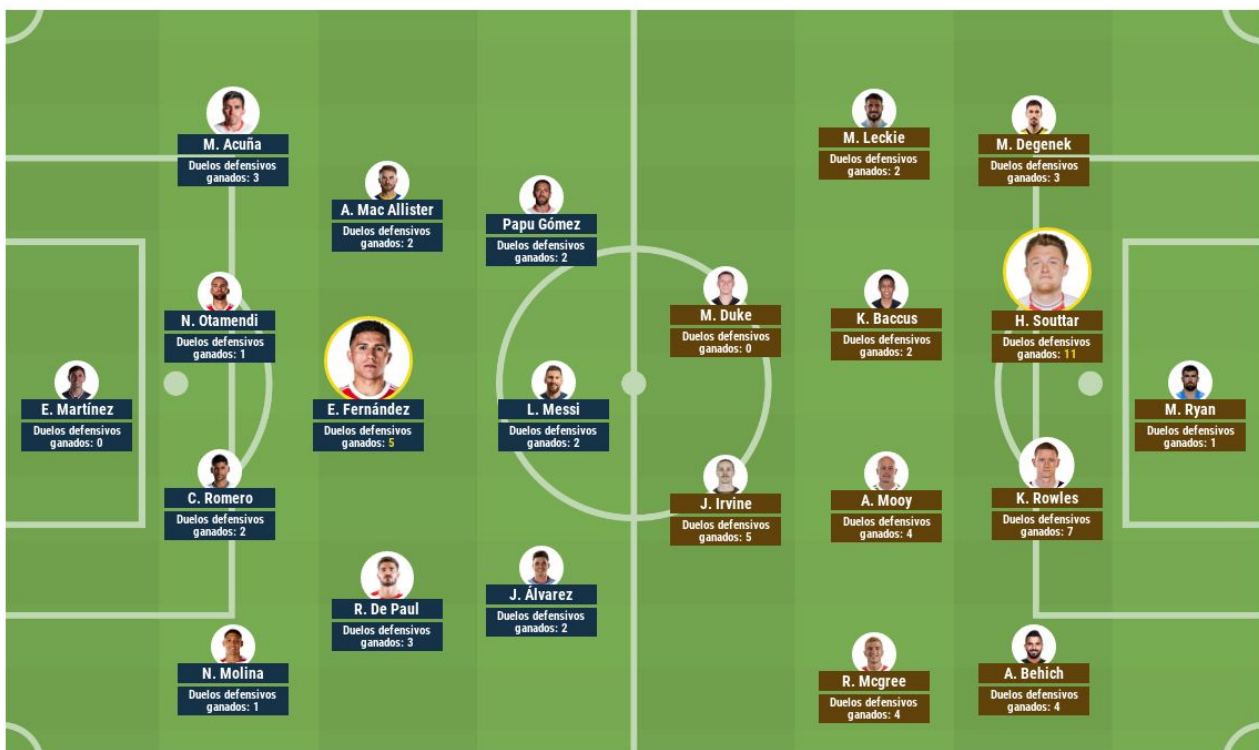 M. Acuña
Duelos defensivos
ganados: 3
A. Mac Allister
Duelos defensivos
ganados: 2
Papu Gómez
Duelos defensivos
ganados: 2
N. Otamendi
Duelos defensivos
ganados: 1
E. Martínez
Duelos defensivos
ganados: 0
E. Fernández
Duelos defensivos
ganados: 5
L. Messi
Duelos defensivos
ganados: 2
C. Romero
Duelos defensivos
ganados: 2
R. De Paul
Duelos defensivos
ganados: 3
J. Álvarez
Duelos defensivos
ganados: 2
N. Molina
Duelos defensivos
ganados: 1
M. Leckie
Duelos defensivos
ganados: 2
M. Degenek
Duelos defensivos
ganados: 3
M. Duke
Duelos defensivos
ganados: 0
K. Baccus
Duelos defensivos
ganados: 2
H. Souttar
Duelos defensivos
ganados: 11
M. Ryan
Duelos defensivos
ganados: 1
J. Irvine
Duelos defensivos
ganados: 5
A. Mooy
Duelos defensivos
ganados: 4
K. Rowles
Duelos defensivos
ganados: 7
R. Mcgree
Duelos defensivos
ganados: 4
A. Behich
Duelos defensivos
ganados: 4